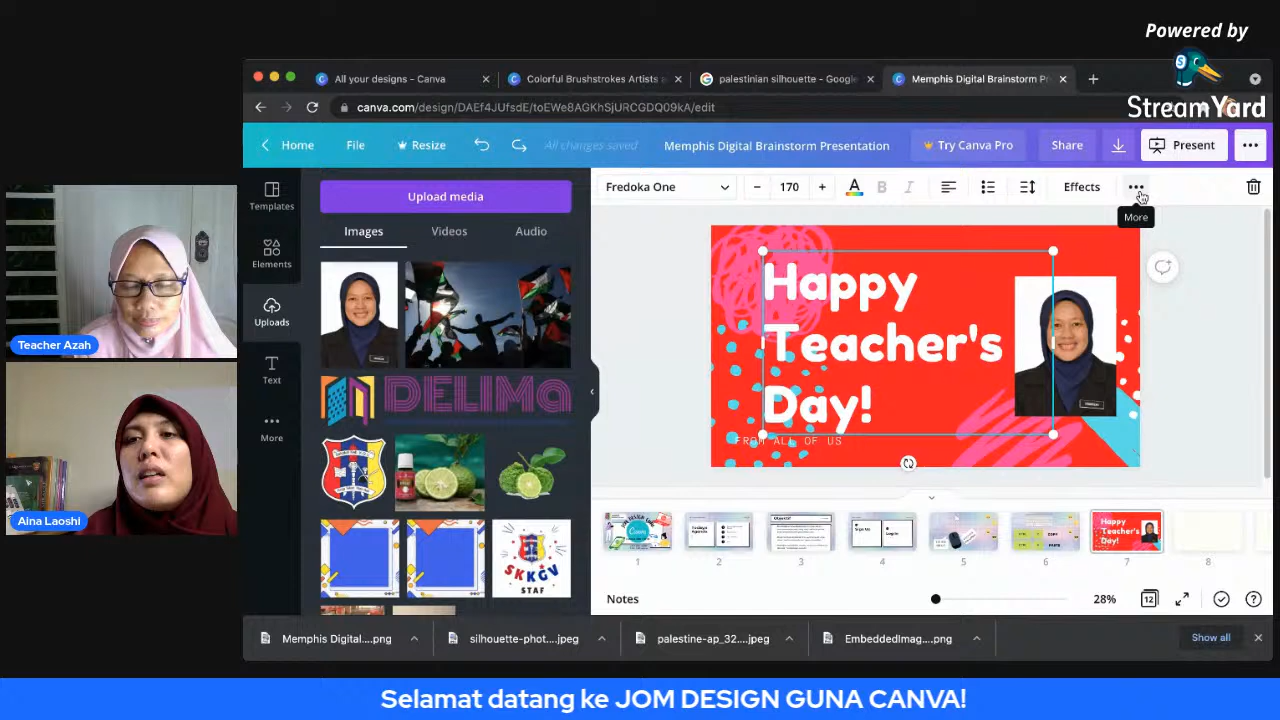 Powered by
StreamYard
All your designs - Canva
Colorful Brushstrokes Artists a
palestinian silhouette - Google
Memphis Digital Brainstorm Pr
canva.com/design/DAEf4JUfsdE/toEWe8AGKhSjURCGDQ09kA/edit
Home
File
Resize
All changes saved
Memphis Digital Brainstorm Presentation
Try Canva Pro
Share
Present
Templates
Elements
Uploads
Text
More
Upload media
Images
Videos
Audio
DELIMa
SKKGV
STAF
Fredoka One
170
A
B
I
Effects
More
Happy
Teacher's
Day!
FROM ALL OF US
Happy
Teacher's
Day!
1
2
3
4
5
6
7
8
Notes
28%
12
Memphis Digital....png
silhouette-phot....jpeg
palestine-ap_32....jpeg
EmbeddedImag....png
Show all
Teacher Azah
Aina Laoshi
Selamat datang ke JOM DESIGN GUNA CANVA!